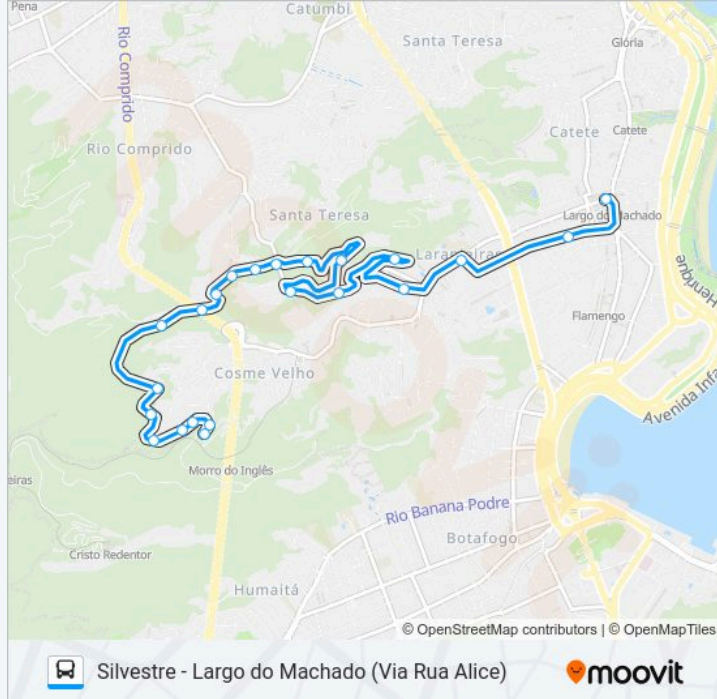 Pena
Catumbi
Santa Teresa
Glória
Rio Comprido
Rio Comprido
Catete
Catete
Santa Teresa
Largo do Machado
Laranjeiras
Henrique
Flamengo
Cosme Velho
Avenida Infa
Morro do Inglês
eiras
Rio Banana Podre
Botafogo
Cristo Redentor
Humaitá
© OpenStreetMap contributors | © OpenMapTiles
Silvestre - Largo do Machado (Via Rua Alice)
moovit